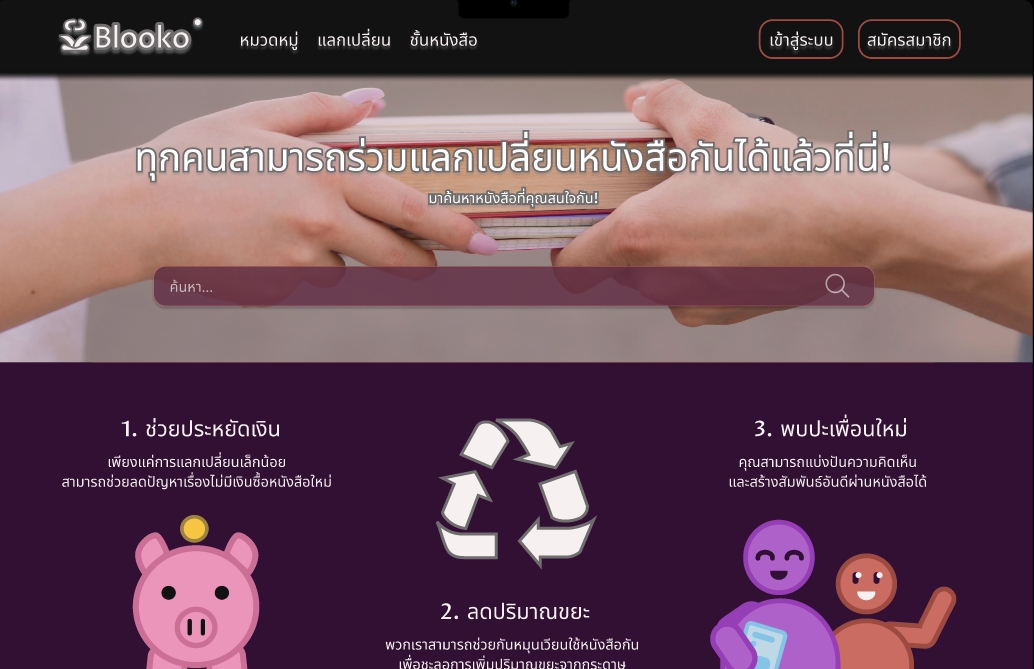 Blooko
หมวดหมู่ แลกเปลี่ยน ชั้นหนังสือ
เข้าสู่ระบบ สมัครสมาชิก
ทุกคนสามารถร่วมแลกเปลี่ยนหนังสือกันได้แล้วที่นี่!
มาค้นหาหนังสือที่คุณสนใจกัน!
ค้นหา...
1. ช่วยประหยัดเงิน
เพียงแค่การแลกเปลี่ยนเล็กน้อย
สามารถช่วยลดปัญหาเรื่องไม่มีเงินซื้อหนังสือใหม่
2. ลดปริมาณขยะ
พวกเราสามารถช่วยกันหมุนเวียนใช้หนังสือกัน
เพื่อชะลอการเพิ่มปริมาณขยะจากกระดาษ
3. พบปะเพื่อนใหม่
คุณสามารถแบ่งปันความคิดเห็น
และสร้างสัมพันธ์อันดีผ่านหนังสือได้